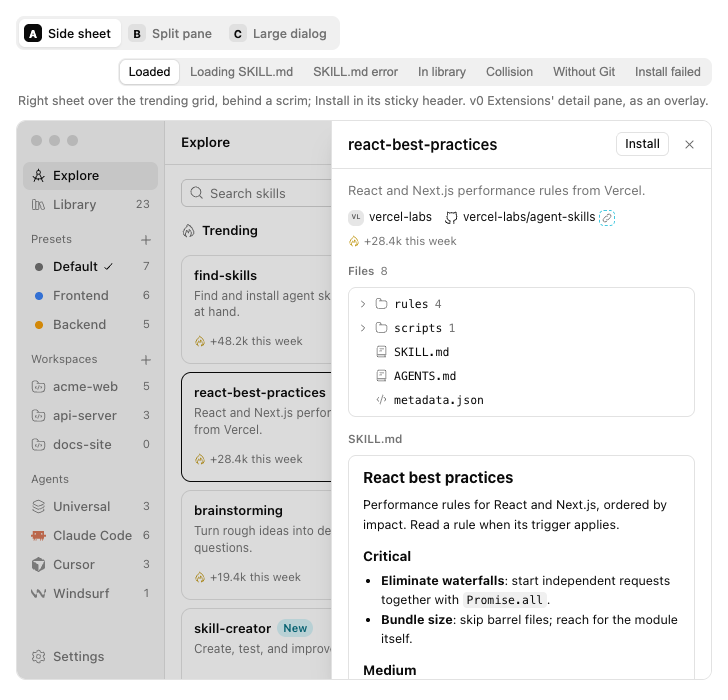 A Side sheet B Split pane C Large dialog
Loaded Loading SKILL.md SKILL.md error In library Collision Without Git Install failed
Right sheet over the trending grid, behind a scrim; Install in its sticky header. v0 Extensions' detail pane, as an overlay.
Explore
Library 23
Presets +
Default ✓ 7
Frontend 6
Backend 5
Workspaces +
acme-web 5
api-server 3
docs-site 0
Agents
Universal 3
Claude Code 6
Cursor 3
Windsurf 1
Settings
Explore
Search skills
Trending
find-skills
Find and install agent sk
at hand.
+48.2k this week
react-best-practices
React and Next.js perfor
from Vercel.
+28.4k this week
brainstorming
Turn rough ideas into de
questions.
+19.4k this week
skill-creator New
Create, test, and improv
react-best-practices Install
React and Next.js performance rules from Vercel.
VL vercel-labs vercel-labs/agent-skills
+28.4k this week
Files 8
rules 4
scripts 1
SKILL.md
AGENTS.md
metadata.json
SKILL.md
React best practices
Performance rules for React and Next.js, ordered by
impact. Read a rule when its trigger applies.
Critical
• Eliminate waterfalls: start independent requests
together with Promise.all.
• Bundle size: skip barrel files; reach for the module
itself.
Medium